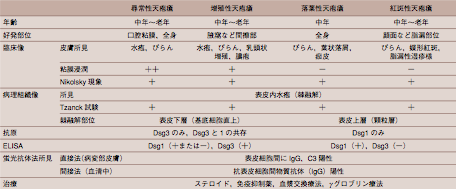 尋常性天疱瘡 増殖性天疱瘡 落葉性天疱瘡 紅斑性天疱瘡
年齢 中年〜老年 中年〜老年 中年〜老年 中年〜老年
好発部位 口腔粘膜、全身 腋窩など間擦部 全身 顔面など脂漏部位
臨床像 皮膚所見 水疱、びらん 水疱、びらん、乳頭状増殖、膿疱 びらん、葉状落屑、痂皮 びらん、蝶形紅斑、脂漏性湿疹様
粘膜浸潤 ++ + − −
Nikolsky 現象 + + + +
病理組織像 所見 表皮内水疱（棘融解）
Tzanck 試験 + + + +
棘融解部位 表皮下層（基底細胞直上） 表皮上層（顆粒層）
抗原 Dsg3 のみ、Dsg3 と 1 の共存 Dsg1 のみ
ELISA Dsg1（＋または−）、Dsg3（＋） Dsg1（＋）、Dsg3（−）
蛍光抗体法所見 直接法（病変部皮膚） 表皮細胞間に IgG、C3 陽性
間接法（血清中） 抗表皮細胞間物質抗体（IgG）陽性
治療 ステロイド、免疫抑制薬、血漿交換療法、γグロブリン療法